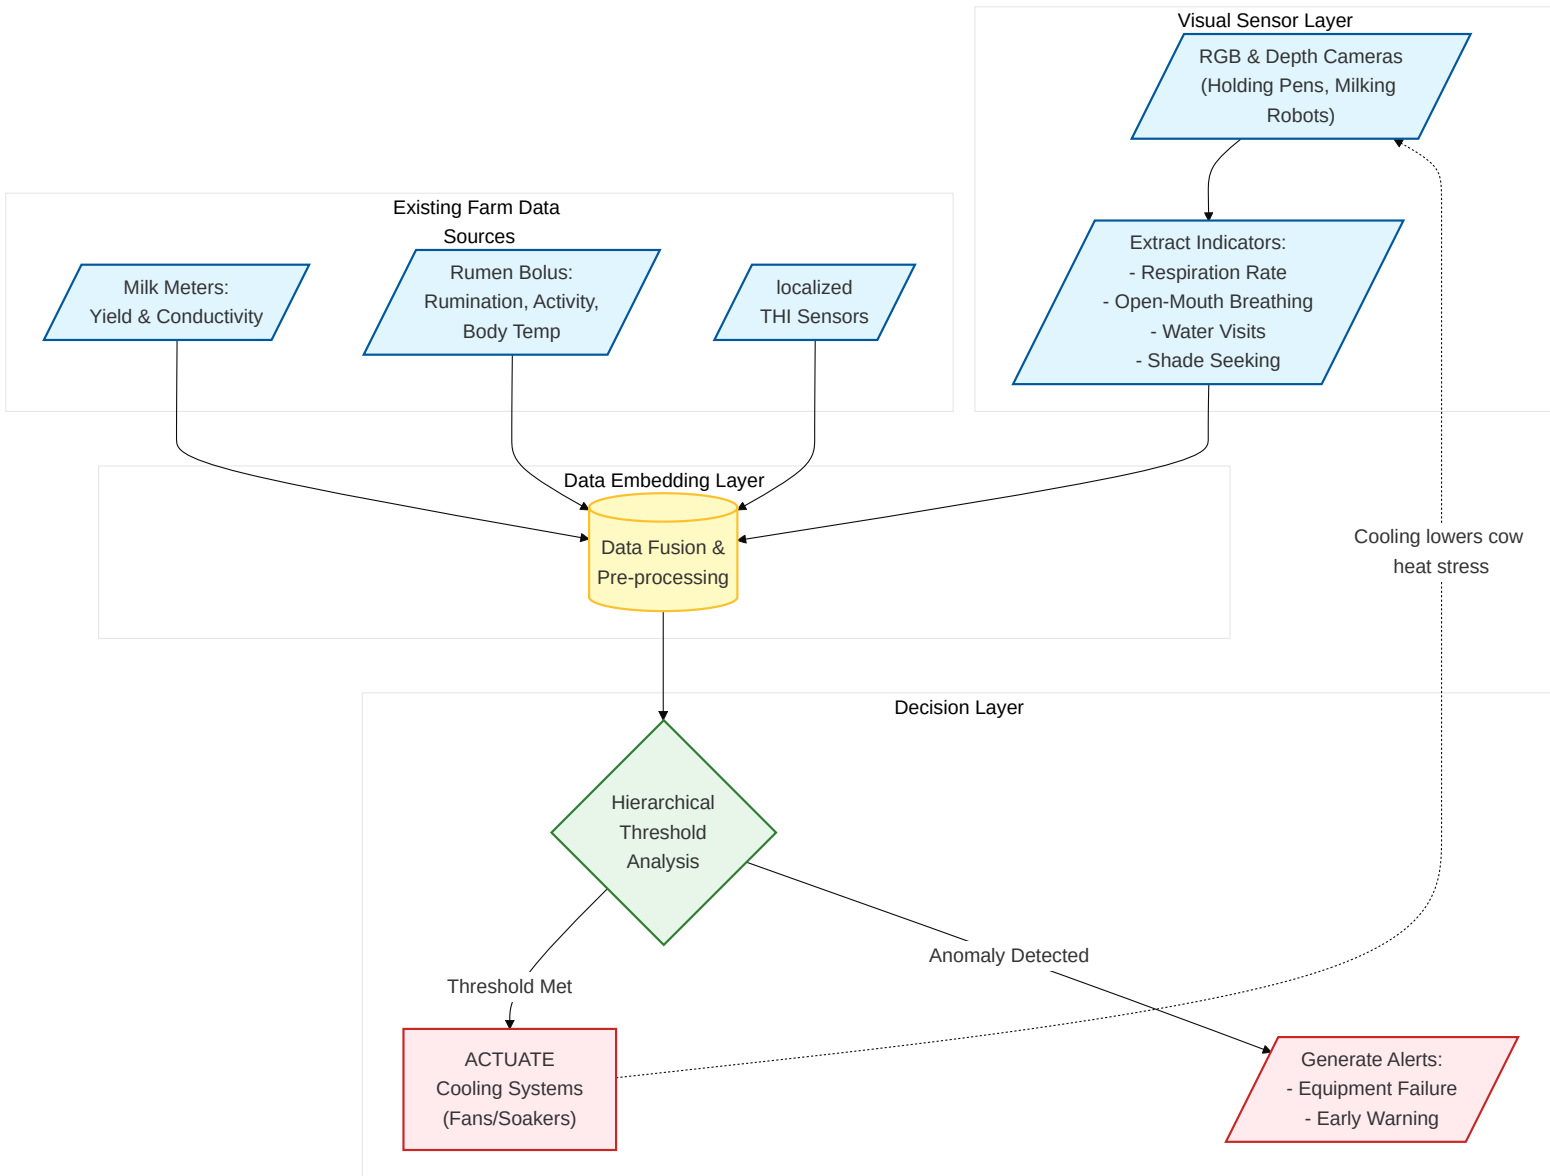 Visual Sensor Layer
RGB & Depth Cameras
(Holding Pens, Milking
Robots)
Existing Farm Data
Sources
Milk Meters:
Yield & Conductivity
Rumen Bolus:
Rumination, Activity,
Body Temp
localized
THI Sensors
Extract Indicators:
- Respiration Rate
- Open-Mouth Breathing
- Water Visits
- Shade Seeking
Data Embedding Layer
Data Fusion &
Pre-processing
Cooling lowers cow
heat stress
Decision Layer
Hierarchical
Threshold
Analysis
Anomaly Detected
Threshold Met
ACTUATE
Cooling Systems
(Fans/Soakers)
Generate Alerts:
- Equipment Failure
- Early Warning